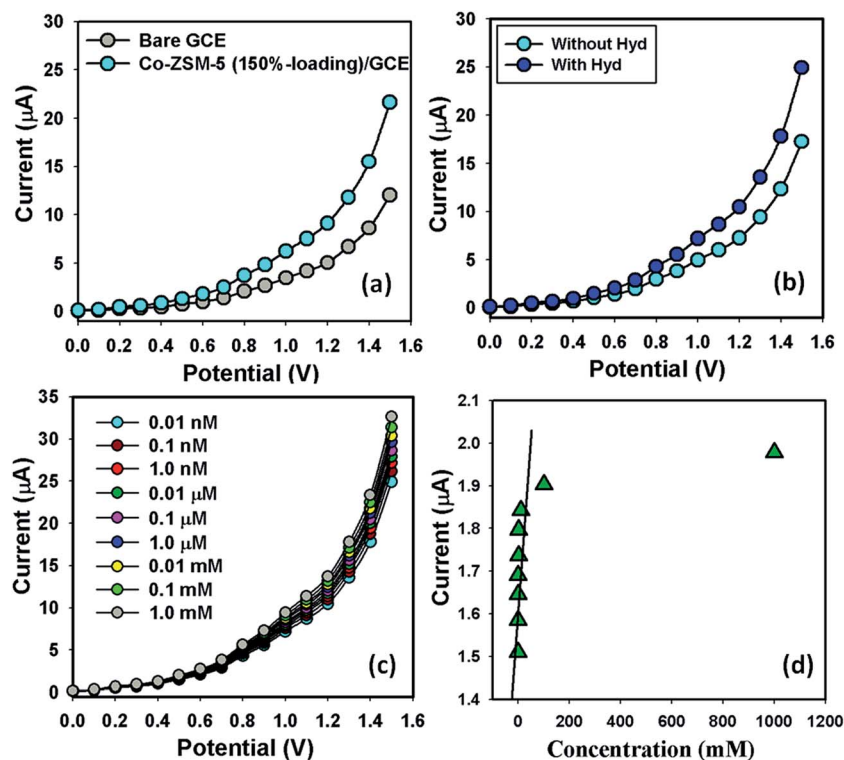 30
25
20
15
10
5
0
Current (μA)
Bare GCE
Co-ZSM-5 (150%-loading)/GCE
(a)
0.0 0.2 0.4 0.6 0.8 1.0 1.2 1.4 1.6
Potential (V)
30
25
20
15
10
5
0
Current (μA)
Without Hyd
With Hyd
(b)
0.0 0.2 0.4 0.6 0.8 1.0 1.2 1.4 1.6
Potential (V)
35
30
25
20
15
10
5
0
Current (μA)
0.01 nM
0.1 nM
1.0 nM
0.01 μM
0.1 μM
1.0 μM
0.01 mM
0.1 mM
1.0 mM
(c)
0.0 0.2 0.4 0.6 0.8 1.0 1.2 1.4 1.6
Potential (V)
2.1
2.0
1.9
1.8
1.7
1.6
1.5
1.4
Current (μA)
(d)
0 200 400 600 800 1000 1200
Concentration (mM)